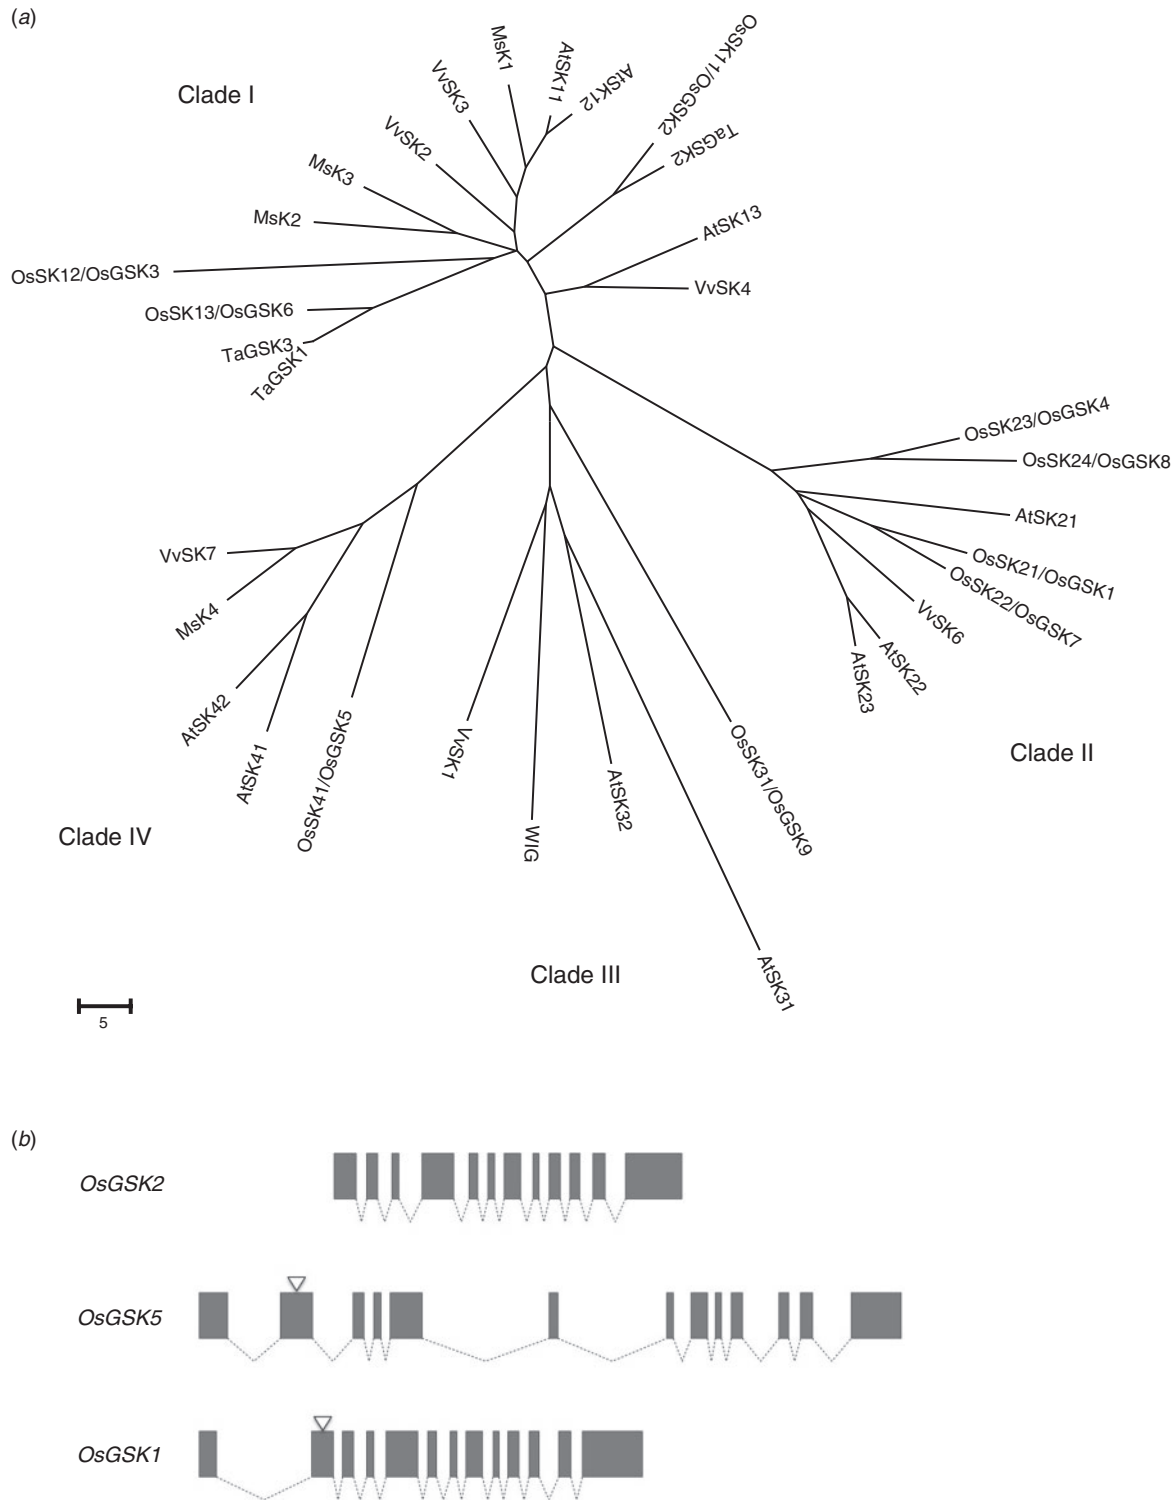 (a)
Clade I
MsK1
AtSK11
AtSK12
OsSK11/OsGSK2
TaGSK2
VvSK3
VvSK2
MsK3
MsK2
OsSK12/OsGSK3
OsSK13/OsGSK6
TaGSK3
TaGSK1
AtSK13
VvSK4
OsSK23/OsGSK4
OsSK24/OsGSK8
AtSK21
OsSK21/OsGSK1
OsSK22/OsGSK7
VvSK6
AtSK22
AtSK23
Clade II
VvSK7
MsK4
AtSK42
AtSK41
OsSK41/OsGSK5
Clade IV
VvSK1
WIG
AtSK32
OsSK31/OsGSK9
AtSK31
Clade III
5
(b)
OsGSK2
OsGSK5
OsGSK1